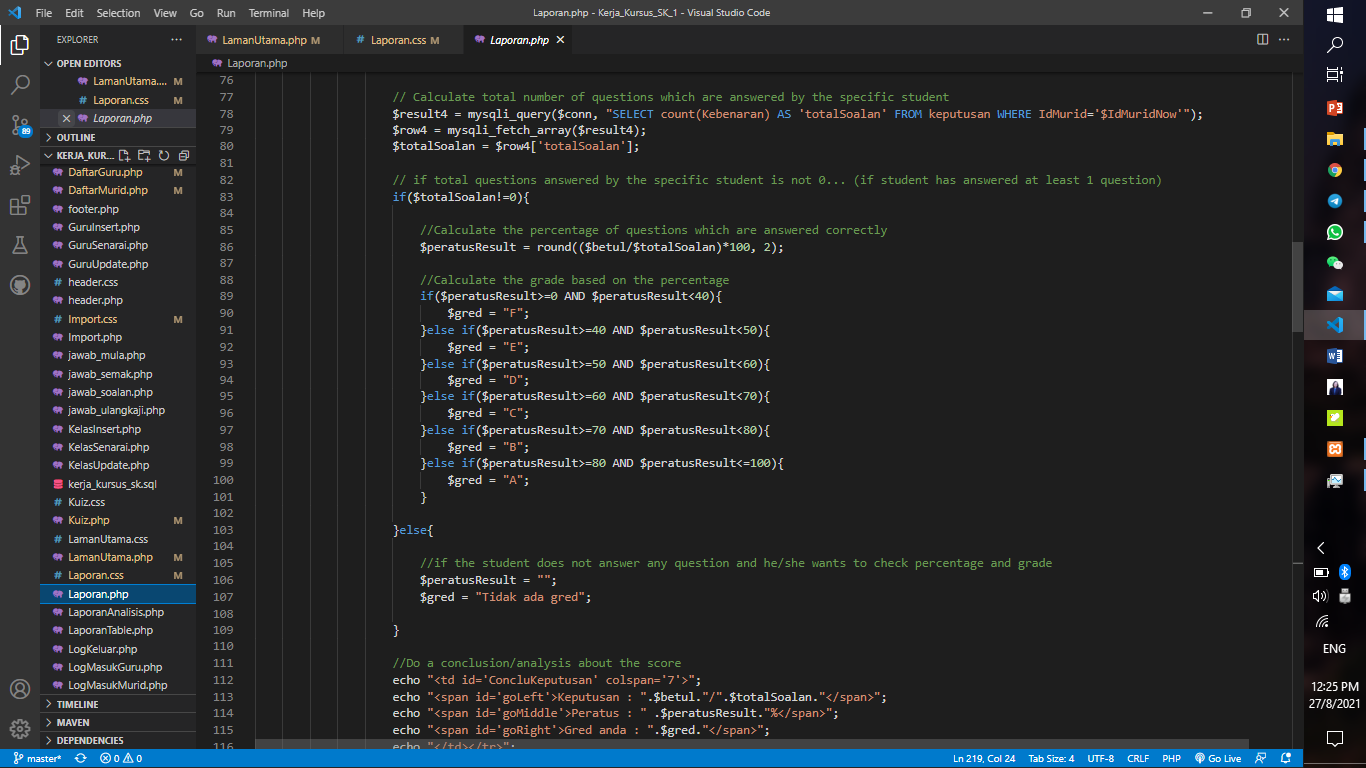 File Edit Selection View Go Run Terminal Help
Laporan.php - Kerja_Kursus_SK_1 - Visual Studio Code
EXPLORER
LamanUtama.php M
Laporan.css M
Laporan.php
OPEN EDITORS
LamanUtama.... M
Laporan.css M
Laporan.php
OUTLINE
KERJA_KUR...
DaftarGuru.php M
DaftarMurid.php M
footer.php
GuruInsert.php
GuruSenarai.php
GuruUpdate.php
header.css
header.php
Import.css M
Import.php
jawab_mula.php
jawab_semak.php
jawab_soalan.php
jawab_ulangkaji.php
KelasInsert.php
KelasSenarai.php
KelasUpdate.php
kerja_kursus_sk.sql
Kuiz.css
Kuiz.php M
LamanUtama.css
LamanUtama.php M
Laporan.css M
Laporan.php
LaporanAnalisis.php
LaporanTable.php
LogKeluar.php
LogMasukGuru.php
LogMasukMurid.php
TIMELINE
MAVEN
DEPENDENCIES
89
Laporan.php
76
77 // Calculate total number of questions which are answered by the specific student
78 $result4 = mysqli_query($conn, "SELECT count(Kebenaran) AS 'totalSoalan' FROM keputusan WHERE IdMurid='$IdMuridNow'");
79 $row4 = mysqli_fetch_array($result4);
80 $totalSoalan = $row4['totalSoalan'];
81
82 // if total questions answered by the specific student is not 0... (if student has answered at least 1 question)
83 if($totalSoalan!=0){
84
85 //Calculate the percentage of questions which are answered correctly
86 $peratusResult = round(($betul/$totalSoalan)*100, 2);
87
88 //Calculate the grade based on the percentage
89 if($peratusResult>=0 AND $peratusResult<40){
90 $gred = "F";
91 }else if($peratusResult>=40 AND $peratusResult<50){
92 $gred = "E";
93 }else if($peratusResult>=50 AND $peratusResult<60){
94 $gred = "D";
95 }else if($peratusResult>=60 AND $peratusResult<70){
96 $gred = "C";
97 }else if($peratusResult>=70 AND $peratusResult<80){
98 $gred = "B";
99 }else if($peratusResult>=80 AND $peratusResult<=100){
100 $gred = "A";
101 }
102
103 }else{
104
105 //if the student does not answer any question and he/she wants to check percentage and grade
106 $peratusResult = "";
107 $gred = "Tidak ada gred";
108
109 }
110
111 //Do a conclusion/analysis about the score
112 echo "<td id='ConcluKeputusan' colspan='7'>";
113 echo "<span id='goLeft'>Keputusan : ".$betul."/".$totalSoalan."</span>";
114 echo "<span id='goMiddle'>Peratus : " .$peratusResult."%</span>";
115 echo "<span id='goRight'>Gred anda : ".$gred."</span>";
116 echo "</td></tr>";
master* 0 0 Ln 219, Col 24 Tab Size: 4 UTF-8 CRLF PHP Go Live
ENG
12:25 PM
27/8/2021